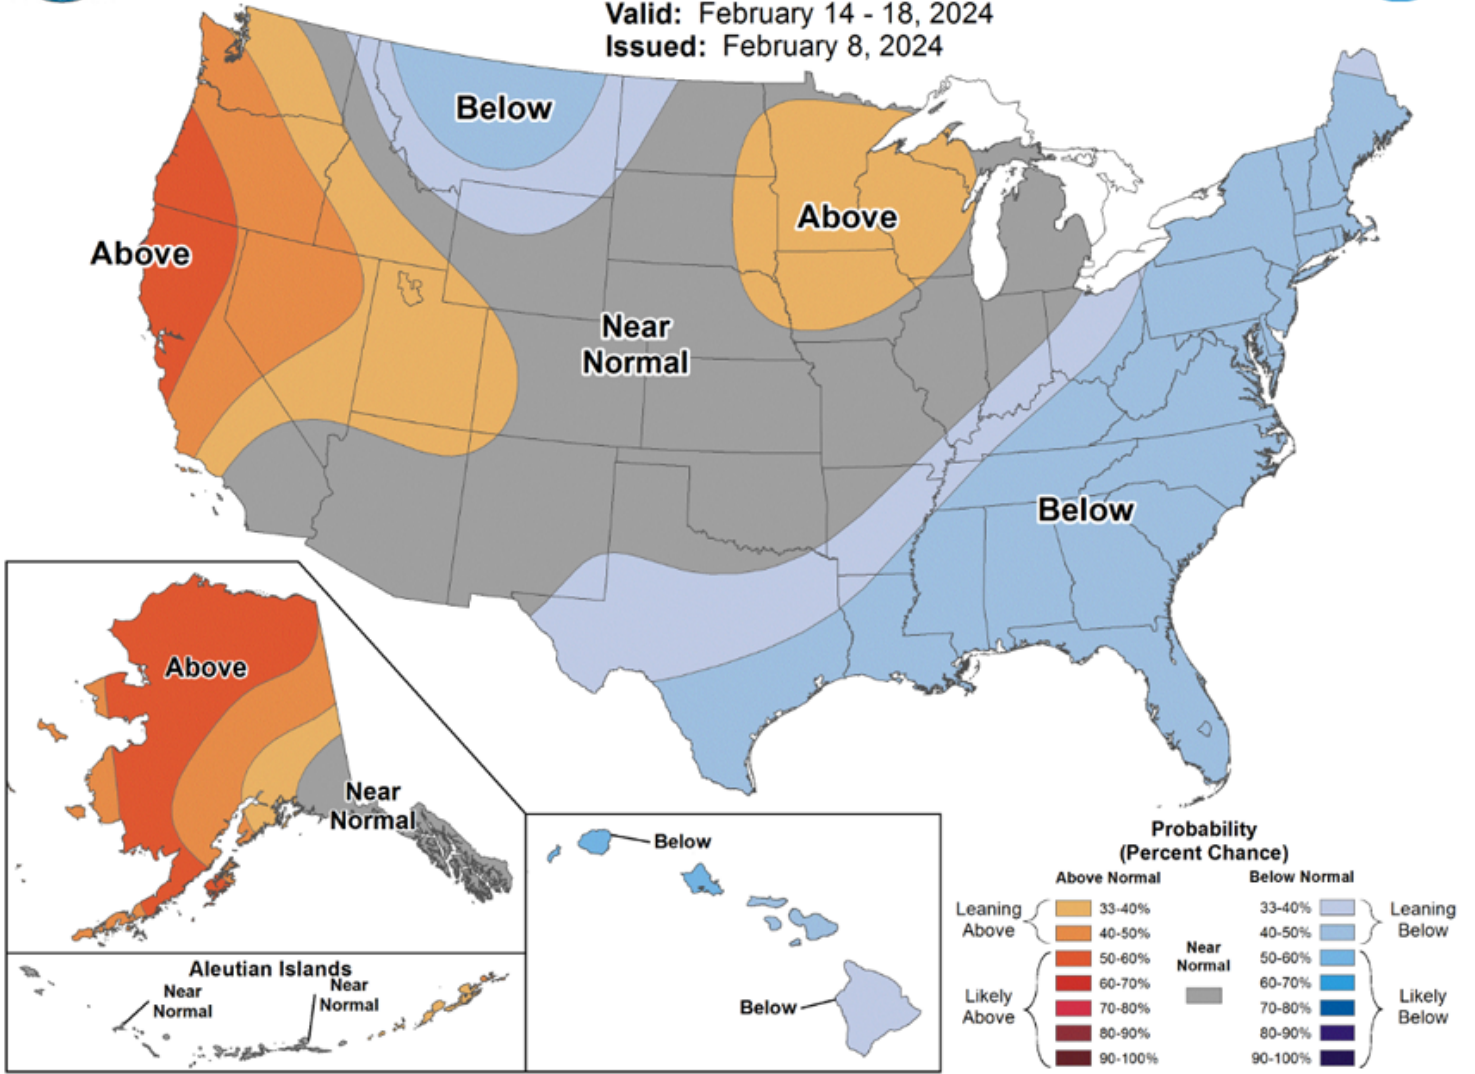 Valid: February 14 - 18, 2024
Issued: February 8, 2024
Below
Above
Above
Near
Normal
Below
Above
Near
Normal
Below
Below
Aleutian Islands
Near
Normal
Near
Normal
Probability
(Percent Chance)
Above Normal
Below Normal
Leaning
Above
33-40%
40-50%
Likely
Above
50-60%
60-70%
70-80%
80-90%
90-100%
Near
Normal
33-40%
40-50%
Leaning
Below
50-60%
60-70%
70-80%
80-90%
90-100%
Likely
Below